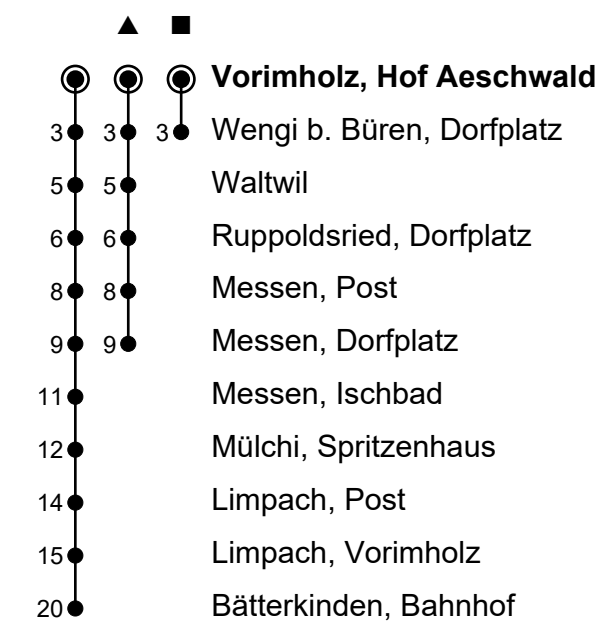 ▲ ■
Vorimholz, Hof Aeschwald
3 3 3 Wengi b. Büren, Dorfplatz
5 5 Waltwil
6 6 Ruppoldsried, Dorfplatz
8 8 Messen, Post
9 9 Messen, Dorfplatz
11 Messen, Ischbad
12 Mülchi, Spritzenhaus
14 Limpach, Post
15 Limpach, Vorimholz
20 Bätterkinden, Bahnhof